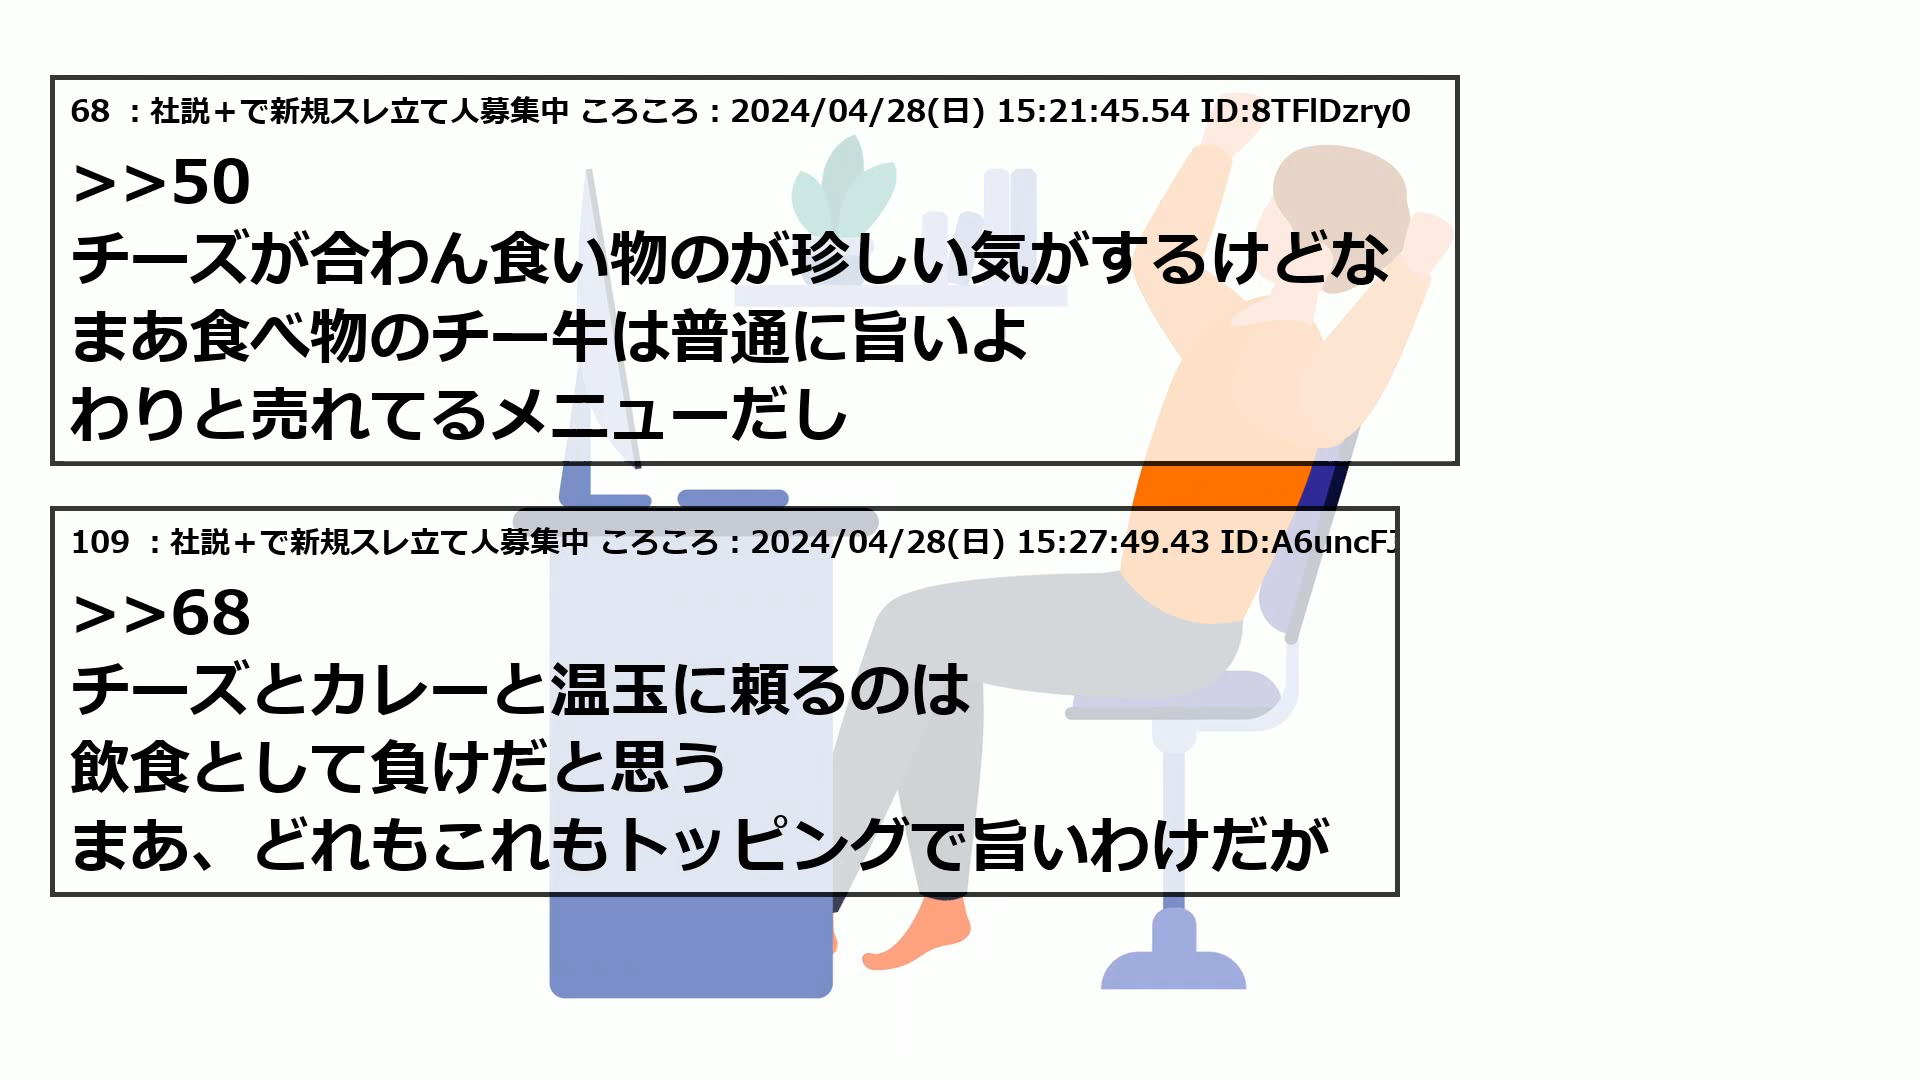 68 ：社説＋で新規スレ立て人募集中 ころころ：2024/04/28(日) 15:21:45.54 ID:8TFlDzry0
>>50
チーズが合わん食い物のが珍しい気がするけどな
まあ食べ物のチー牛は普通に旨いよ
わりと売れてるメニューだし
109 ：社説＋で新規スレ立て人募集中 ころころ：2024/04/28(日) 15:27:49.43 ID:A6uncF
>>68
チーズとカレーと温玉に頼るのは
飲食として負けだと思う
まあ、どれもこれもトッピングで旨いわけだが